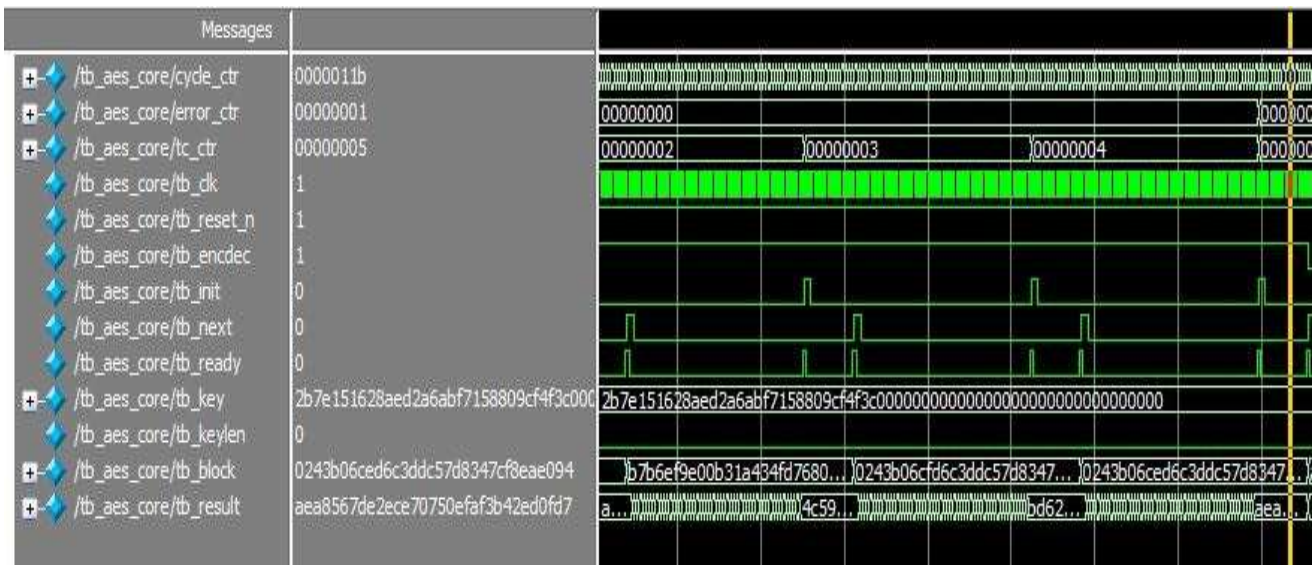 Messages
/tb_aes_core/cycle_ctr 0000011b
/tb_aes_core/error_ctr 00000001 00000000 000000
/tb_aes_core/tc_ctr 00000005 00000002 00000003 00000004 000000
/tb_aes_core/tb_clk 1
/tb_aes_core/tb_reset_n 1
/tb_aes_core/tb_encdec 1
/tb_aes_core/tb_init 0
/tb_aes_core/tb_next 0
/tb_aes_core/tb_ready 0
/tb_aes_core/tb_key 2b7e151628aed2a6abf7158809cf4f3c000 2b7e151628aed2a6abf7158809cf4f3c00000000000000000000000000000000
/tb_aes_core/tb_keylen 0
/tb_aes_core/tb_block 0243b06ced6c3ddc57d8347cf8eae094 b7b6ef9e00b31a434fd7680... 0243b06cfd6c3ddc57d8347... 0243b06ced6c3ddc57d8347...
/tb_aes_core/tb_result aea8567de2ece70750efaf3b42ed0fd7 a... 4c59... bd62... aea...